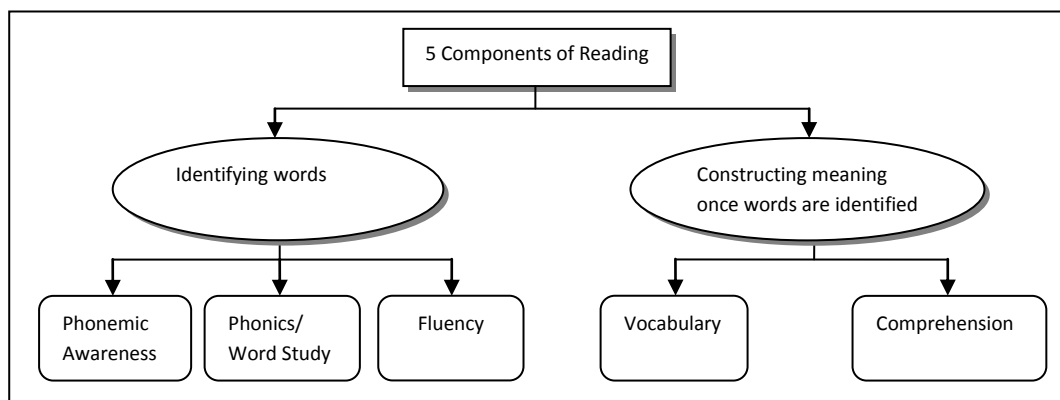 5 Components of Reading
Identifying words
Constructing meaning
once words are identified
Phonemic
Awareness
Phonics/
Word Study
Fluency
Vocabulary
Comprehension